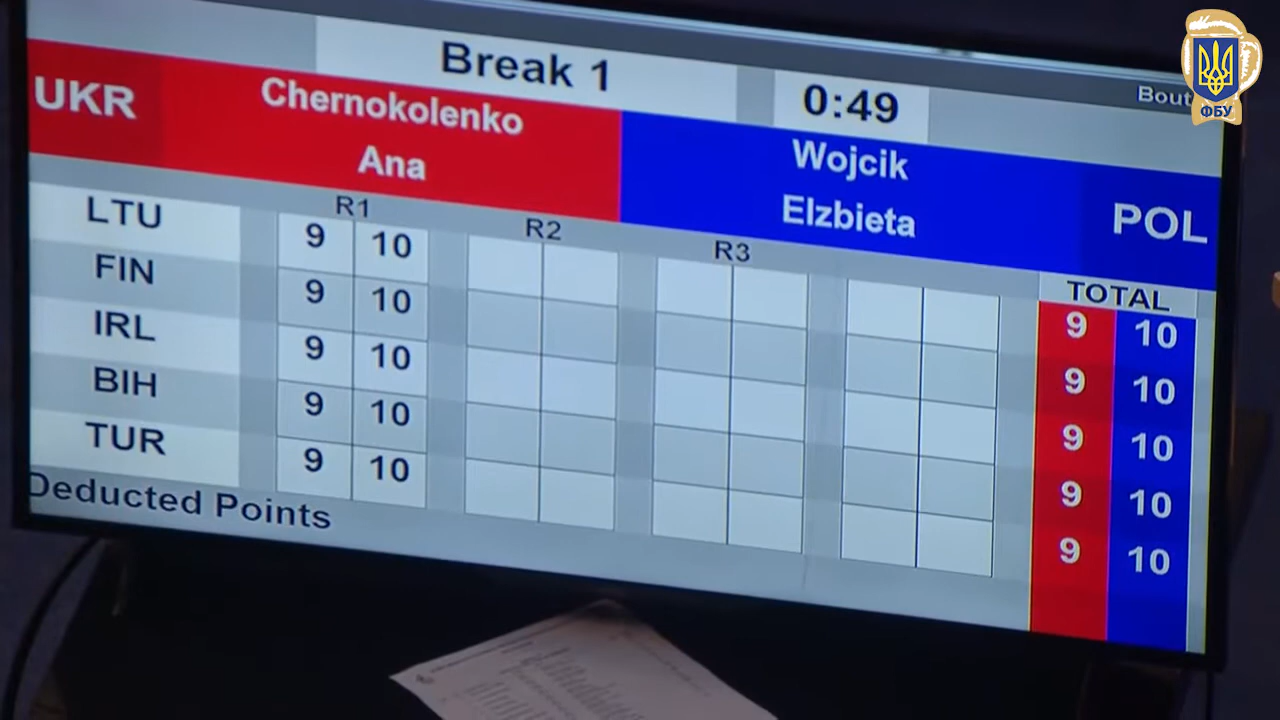 Break 1
0:49
Bout
ФБУ
UKR
Chernokolenko
Ana
Wojcik
Elzbieta
POL
R1
R2
R3
TOTAL
LTU 9 10 9 10
FIN 9 10 9 10
IRL 9 10 9 10
BIH 9 10 9 10
TUR 9 10 9 10
Deducted Points